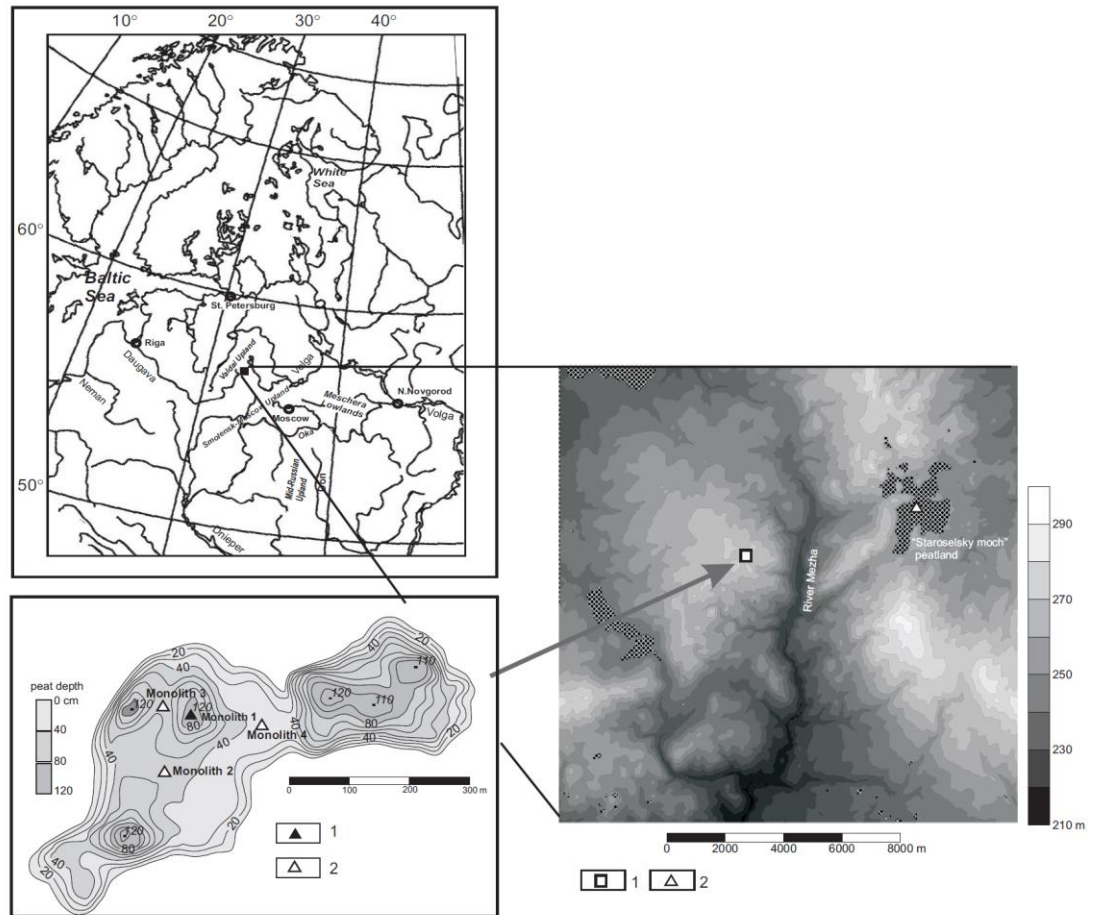 10° 20° 30° 40°
White
Sea
60°
Baltic
Sea
St. Petersburg
Riga
Daugava
Valdai Upland
Volga
Neman
N.Novgorod
Meschera
Lowlands
Volga
Smolensk-Moscow Upland
Moscow
Oka
Mid-Russian
Upland
Don
50°
Dnieper
"Staroselsky moch"
peatland
River Mezha
290
270
250
230
210 m
0 2000 4000 6000 8000 m
1 2
peat depth
0 cm
40
80
120
20
40
20
40
110
Monolith 3
120
120
120
110
Monolith 1
80
Monolith 4
40
40
80
40
20
Monolith 2
0 100 200 300 m
20
120
80
40
20
1
2